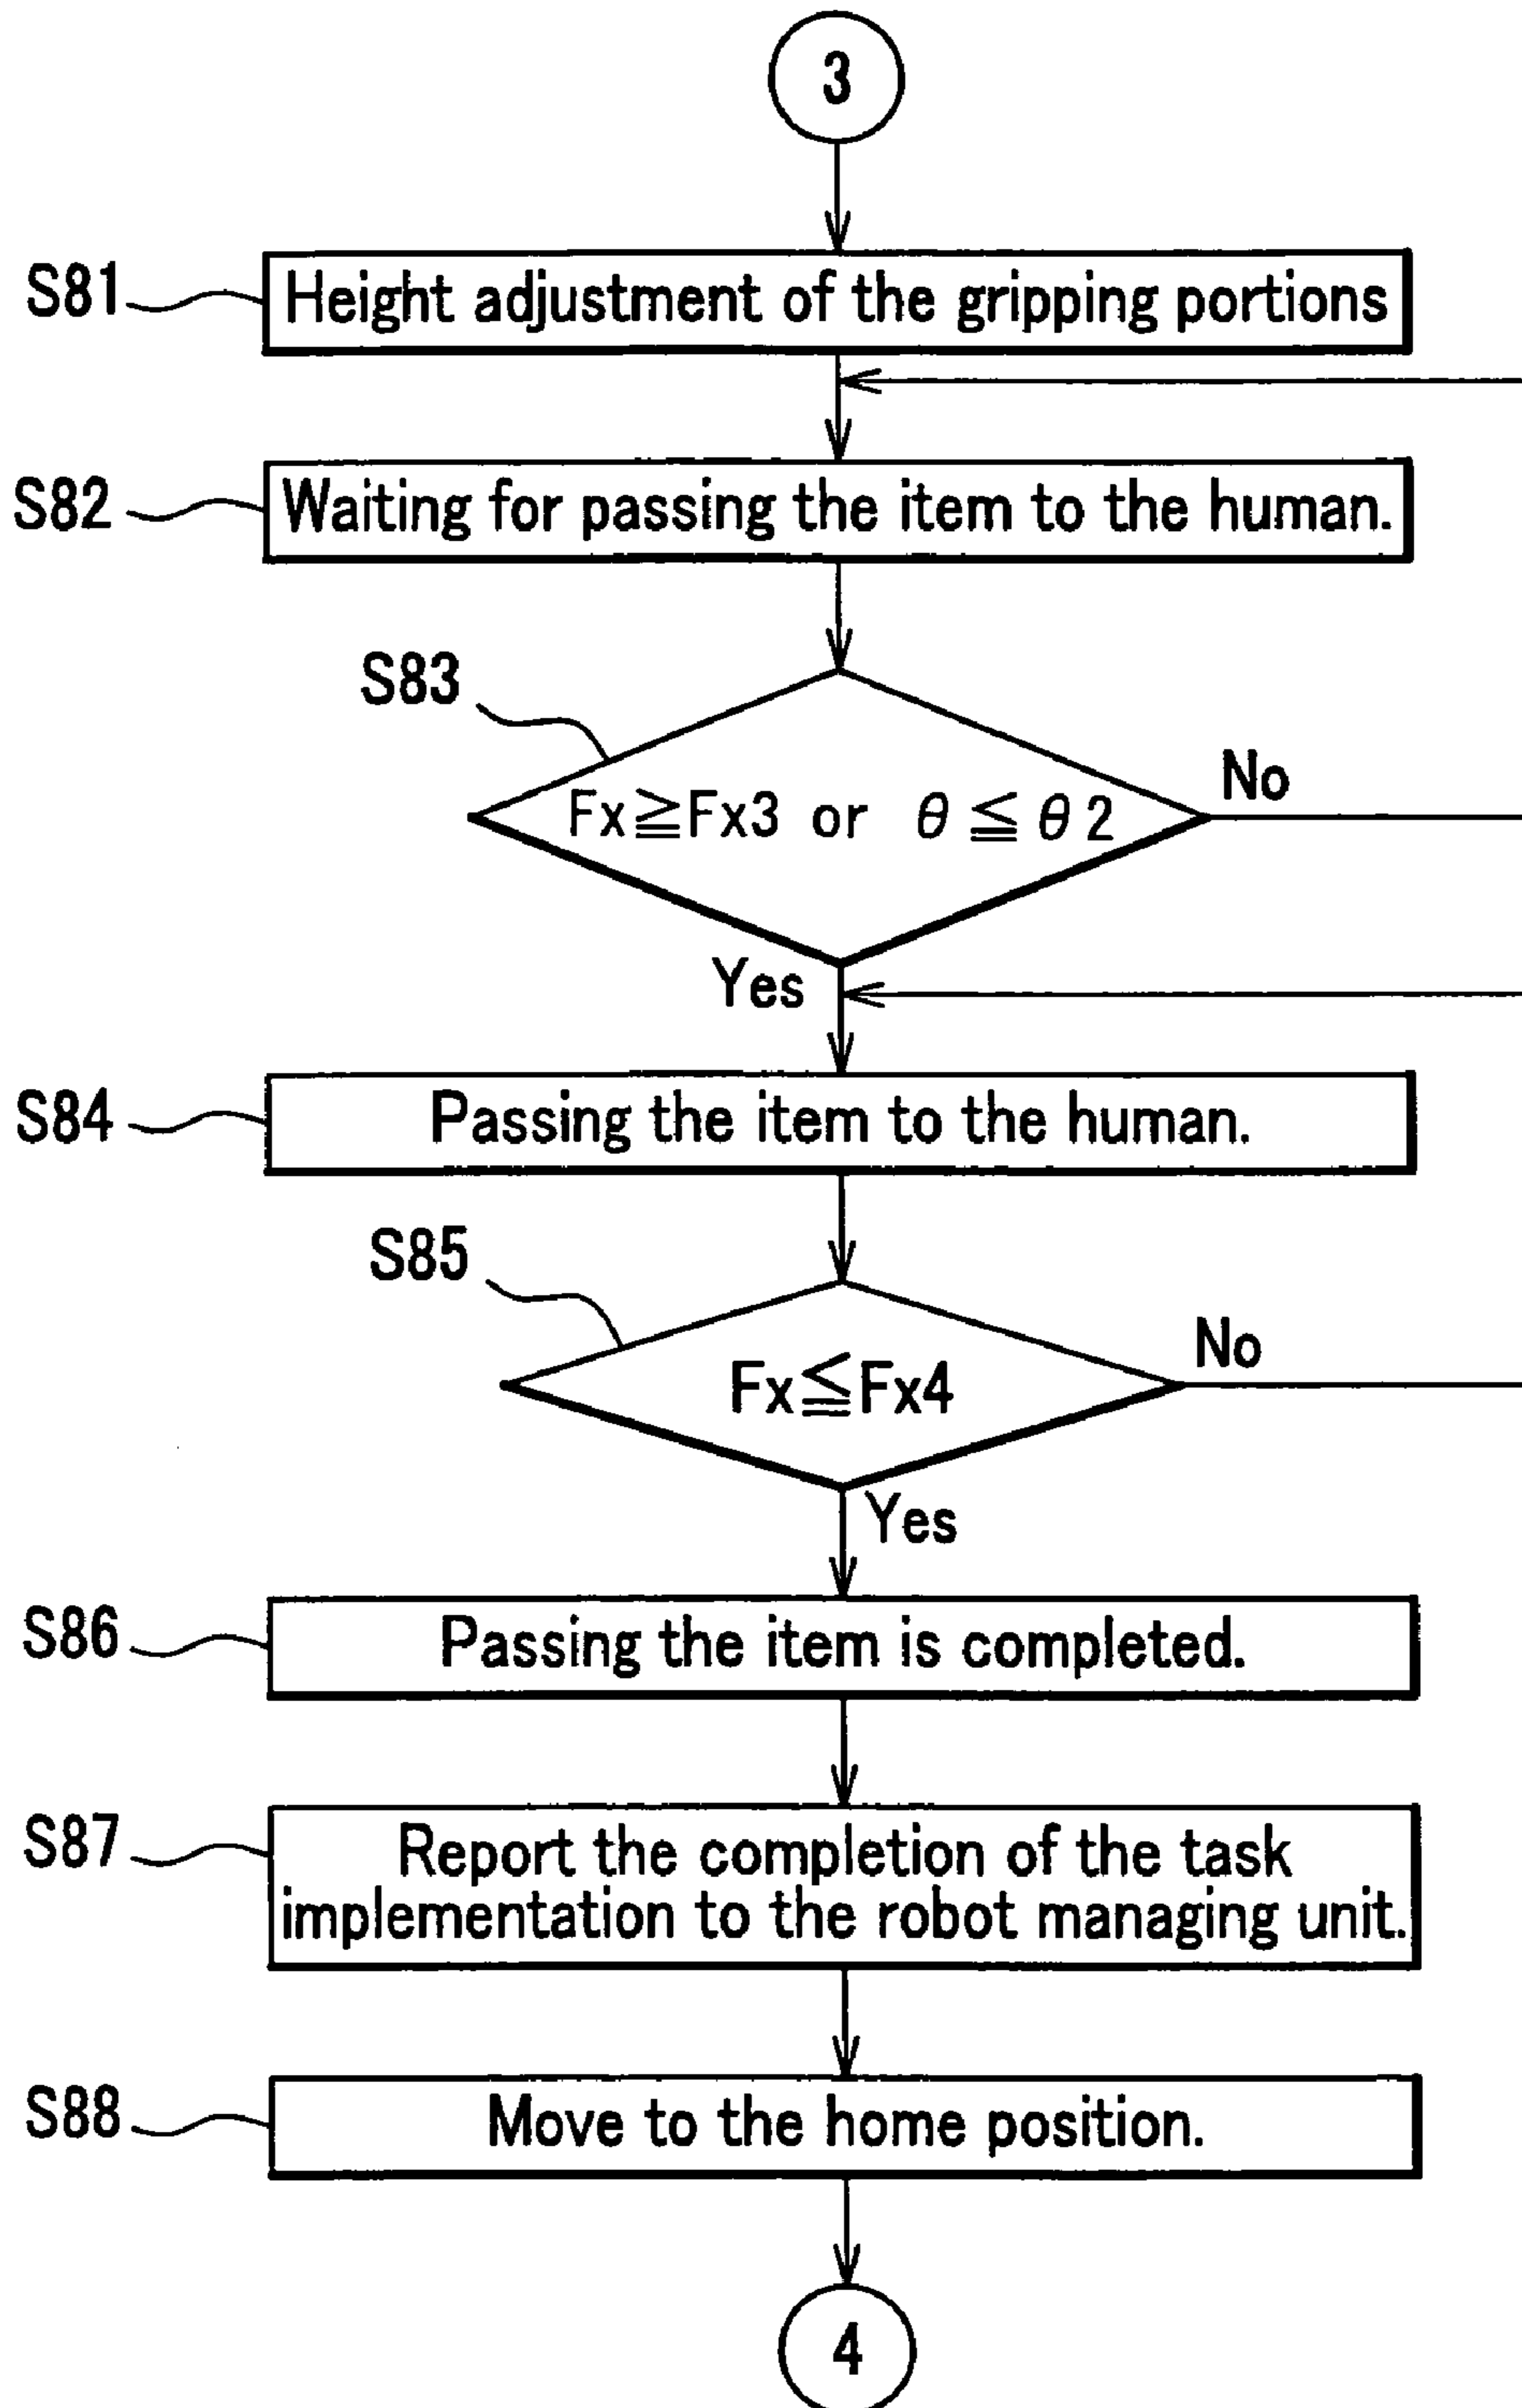 3
S81
Height adjustment of the gripping portions
S82
Waiting for passing the item to the human.
S83
Fx≧Fx3 or θ≦θ2
No
Yes
S84
Passing the item to the human.
S85
Fx≦Fx4
No
Yes
S86
Passing the item is completed.
S87
Report the completion of the task
implementation to the robot managing unit.
S88
Move to the home position.
4